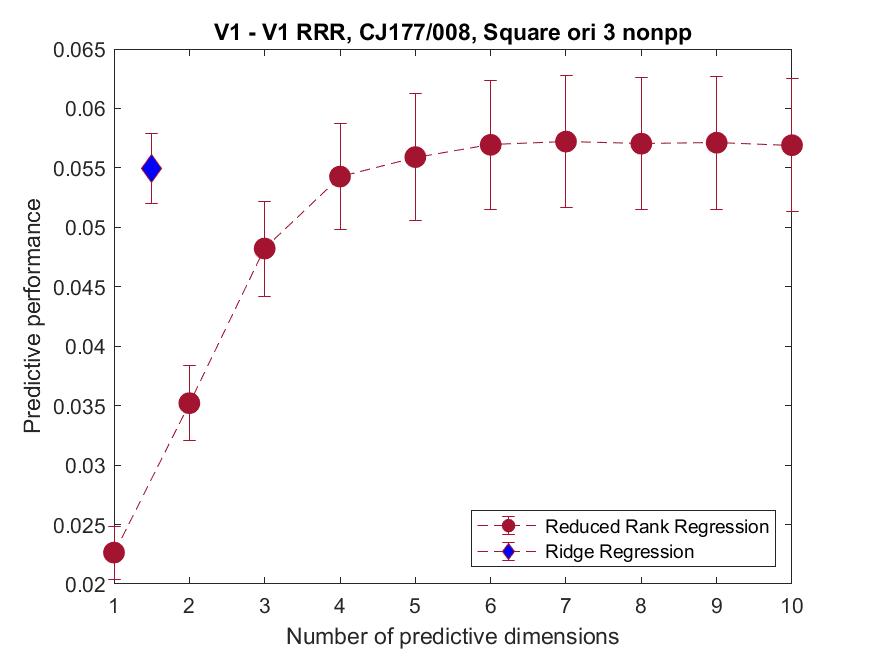 V1 - V1 RRR, CJ177/008, Square ori 3 nonpp
0.065
0.06
0.055
0.05
0.045
0.04
0.035
0.03
0.025
0.02
Predictive performance
1 2 3 4 5 6 7 8 9 10
Number of predictive dimensions
Reduced Rank Regression
Ridge Regression